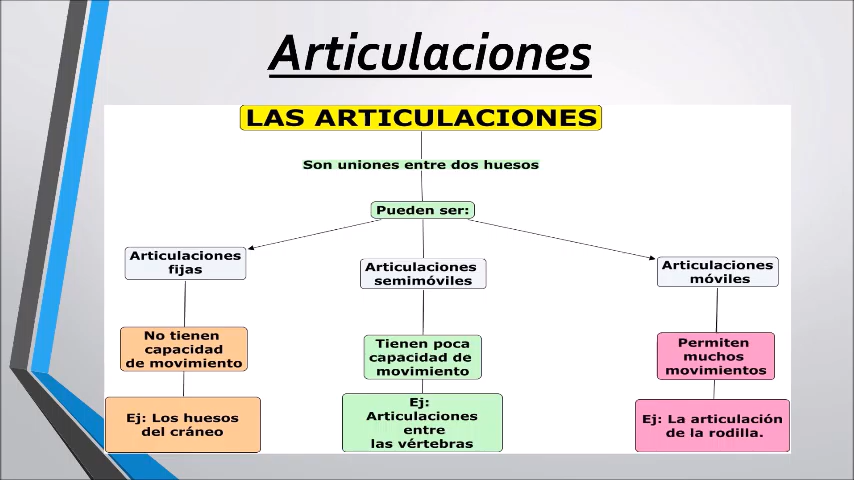 Articulaciones
LAS ARTICULACIONES
Son uniones entre dos huesos
Pueden ser:
Articulaciones
fijas
No tienen
capacidad
de movimiento
Ej: Los huesos
del cráneo
Articulaciones
semimóviles
Tienen poca
capacidad de
movimiento
Ej:
Articulaciones
entre
las vértebras
Articulaciones
móviles
Permiten
muchos
movimientos
Ej: La articulación
de la rodilla.